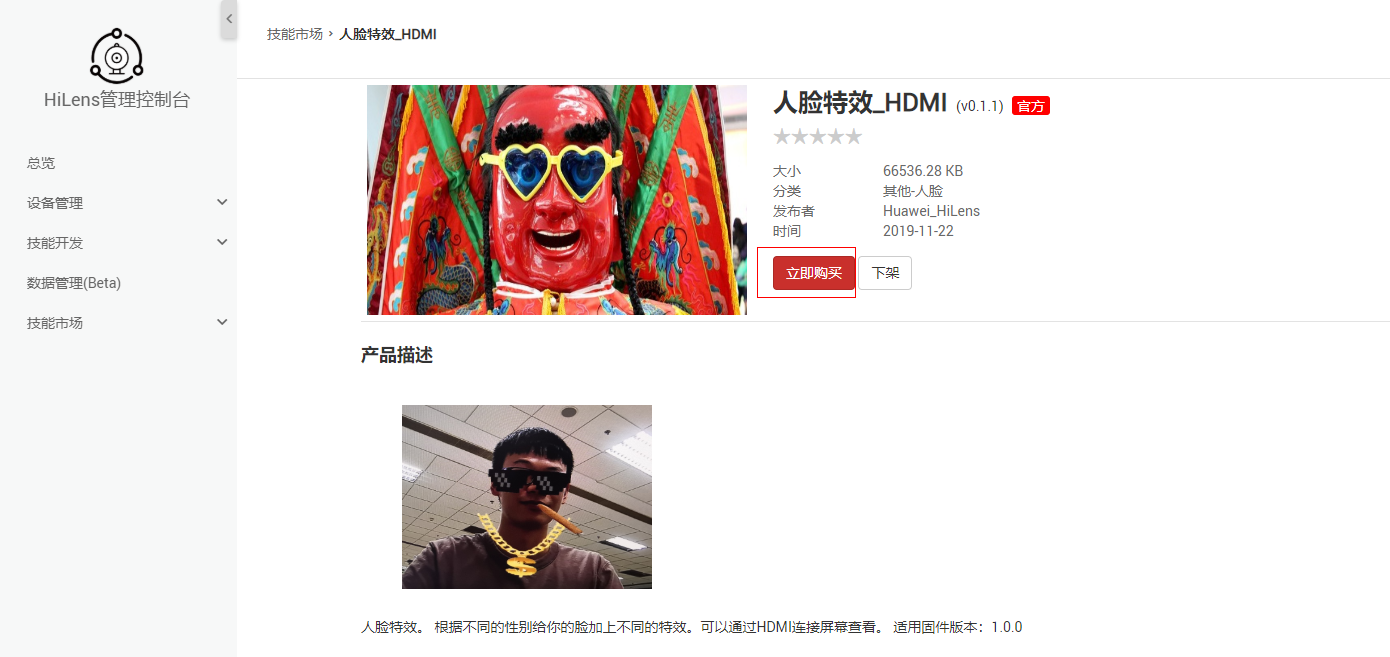 HiLens管理控制台
总览
设备管理
技能开发
数据管理(Beta)
技能市场
技能市场 › 人脸特效_HDMI
人脸特效_HDMI (v0.1.1) 官方
大小 66536.28 KB
分类 其他-人脸
发布者 Huawei_HiLens
时间 2019-11-22
立即购买 下架
产品描述
人脸特效。 根据不同的性别给你的脸加上不同的特效。可以通过HDMI连接屏幕查看。 适用固件版本：1.0.0